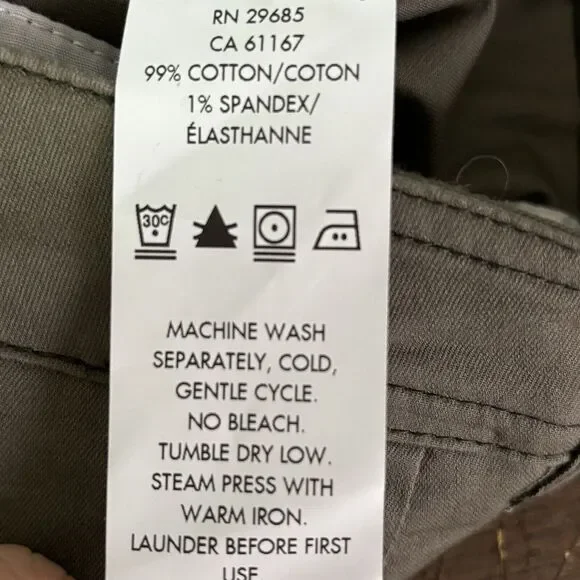 RN 29685
CA 61167
99% COTTON/COTON
1% SPANDEX/
ÉLASTHANNE
30C
MACHINE WASH
SEPARATELY, COLD,
GENTLE CYCLE.
NO BLEACH.
TUMBLE DRY LOW.
STEAM PRESS WITH
WARM IRON.
LAUNDER BEFORE FIRST
USE